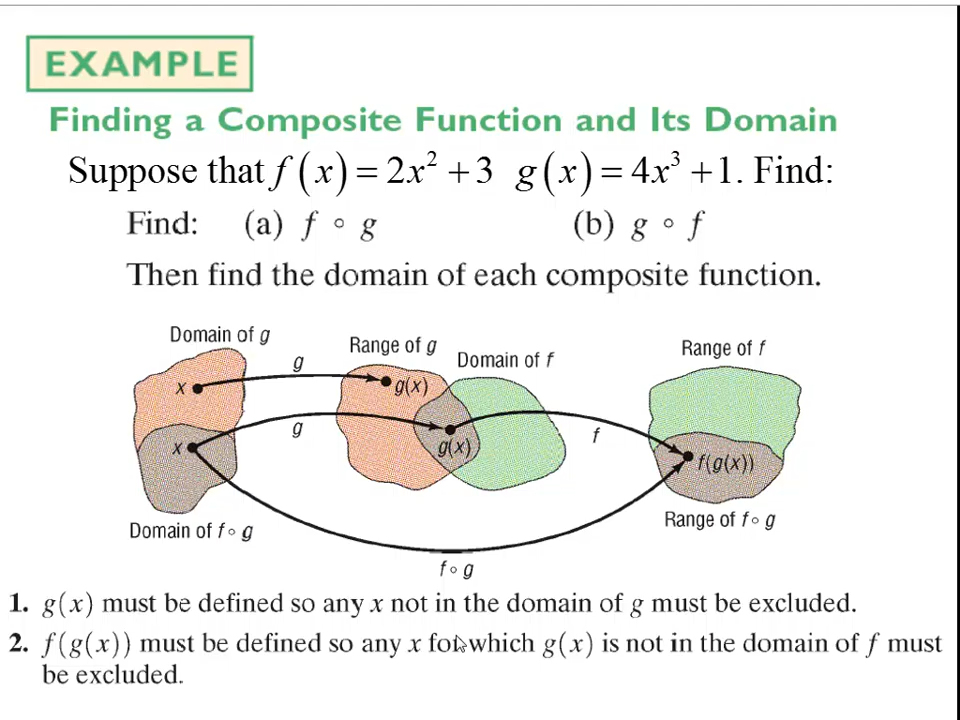 EXAMPLE
Finding a Composite Function and Its Domain
Suppose that f(x) = 2x² + 3 g(x) = 4x³ + 1. Find:
Find: (a) f ∘ g (b) g ∘ f
Then find the domain of each composite function.
Domain of g
Range of g
Domain of f
Range of f
g
x
g(x)
g
f
x
g(x)
f(g(x))
Domain of f ∘ g
Range of f ∘ g
f ∘ g
1. g(x) must be defined so any x not in the domain of g must be excluded.
2. f(g(x)) must be defined so any x for which g(x) is not in the domain of f must
be excluded.